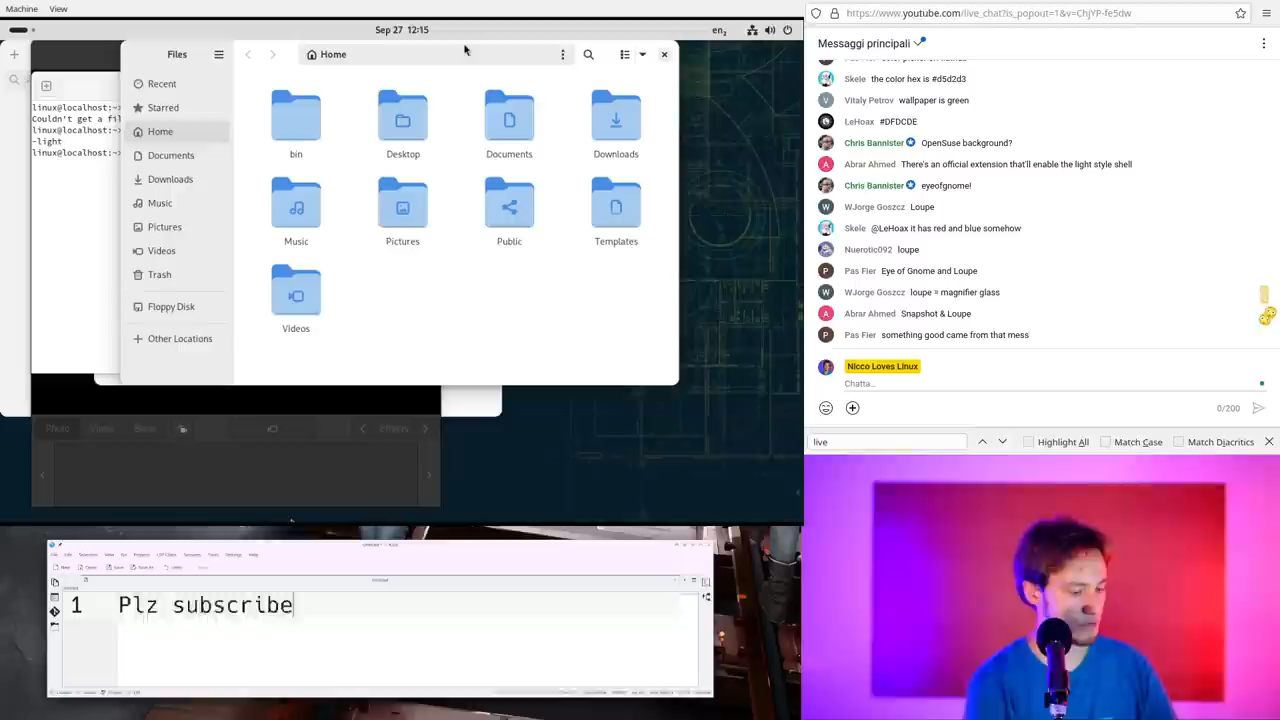 Machine View
Sep 27 12:15
en₂
Files
Home
Recent
Starred
Home
Documents
Downloads
Music
Pictures
Videos
Trash
Floppy Disk
Other Locations
bin
Desktop
Documents
Downloads
Music
Pictures
Public
Templates
Videos
linux@localhost:~
Couldn't get a fil
linux@localhost:~
-light
linux@localhost:~
Photo
effects
1 Plz subscribe
https://www.youtube.com/live_chat?is_popout=1&v=ChjYP-fe5dw
Messaggi principali
Skele the color hex is #d5d2d3
Vitaly Petrov wallpaper is green
LeHoax #DFDCDE
Chris Bannister OpenSuse background?
Abrar Ahmed There's an official extension that'll enable the light style shell
Chris Bannister eyeofgnome!
WJorge Goszcz Loupe
Skele @LeHoax it has red and blue somehow
Nuerotic092 loupe
Pas Fier Eye of Gnome and Loupe
WJorge Goszcz loupe = magnifier glass
Abrar Ahmed Snapshot & Loupe
Pas Fier something good came from that mess
Nicco Loves Linux
Chatta...
0/200
live
Highlight All
Match Case
Match Diacritics